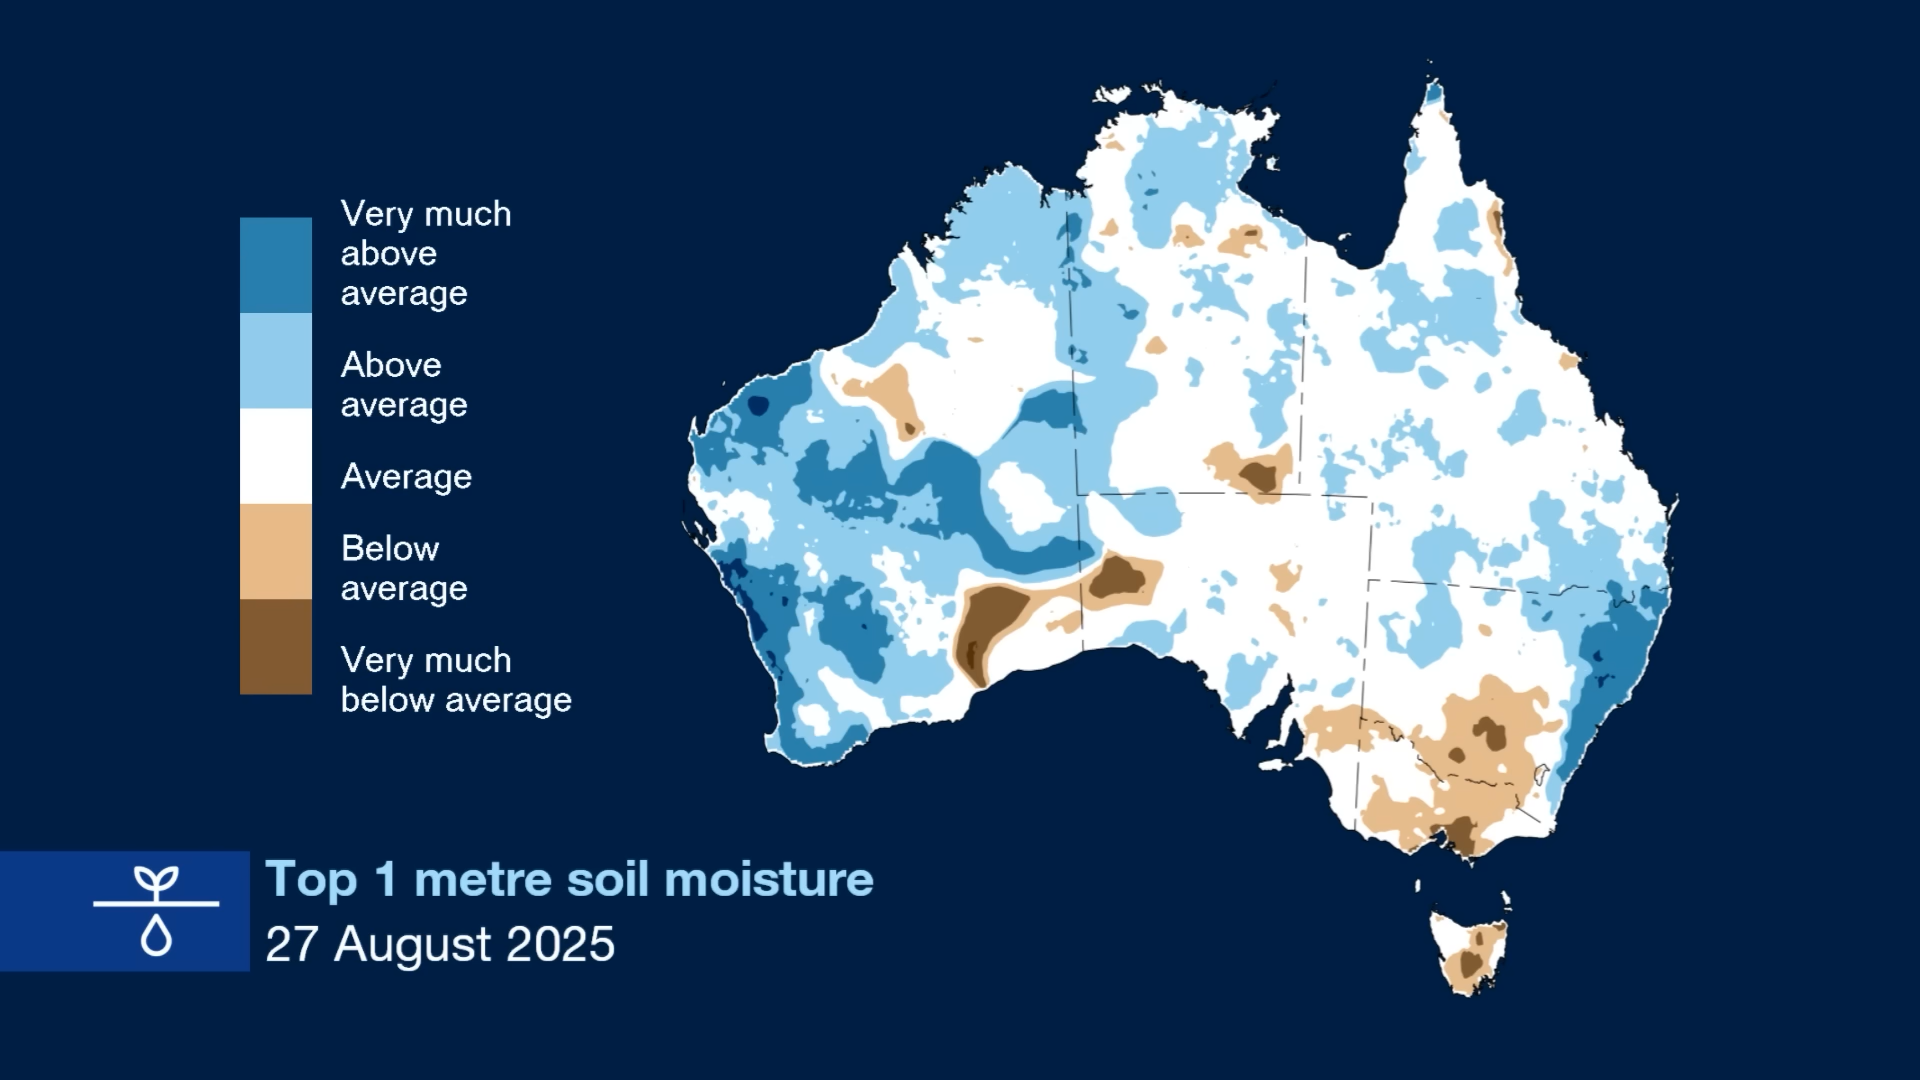 Very much
above
average
Above
average
Average
Below
average
Very much
below average
Top 1 metre soil moisture
27 August 2025